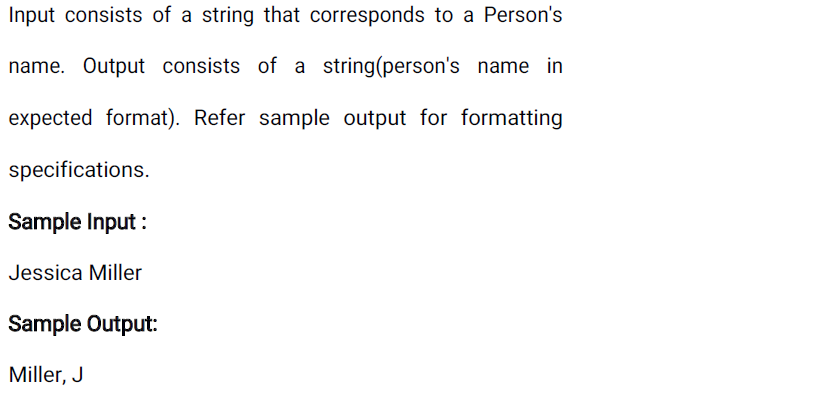 Input consists of a string that corresponds to a Person's
name. Output consists of a string(person's name in
expected format). Refer sample output for formatting
specifications.
Sample Input :
Jessica Miller
Sample Output:
Miller, J